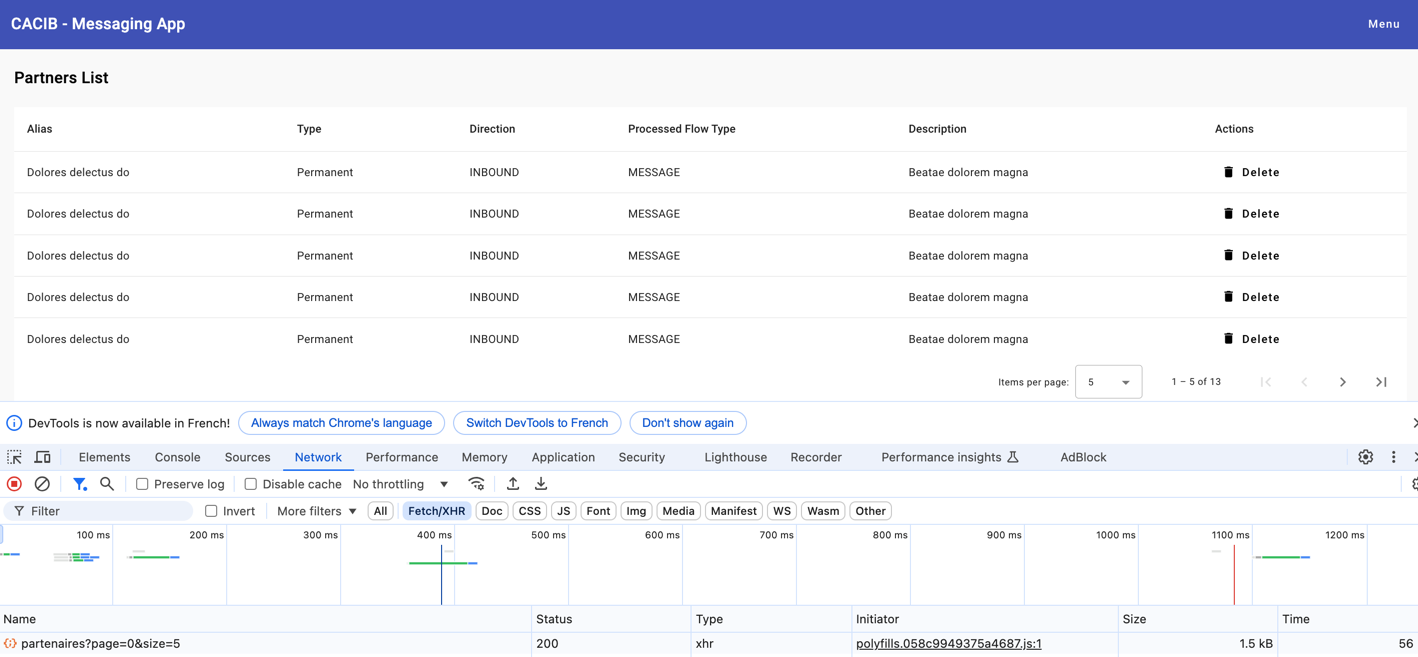 CACIB - Messaging App Menu
Partners List
Alias Type Direction Processed Flow Type Description Actions
Dolores delectus do Permanent INBOUND MESSAGE Beatae dolorem magna Delete
Dolores delectus do Permanent INBOUND MESSAGE Beatae dolorem magna Delete
Dolores delectus do Permanent INBOUND MESSAGE Beatae dolorem magna Delete
Dolores delectus do Permanent INBOUND MESSAGE Beatae dolorem magna Delete
Dolores delectus do Permanent INBOUND MESSAGE Beatae dolorem magna Delete
Items per page: 5 1 – 5 of 13
DevTools is now available in French! Always match Chrome's language Switch DevTools to French Don't show again
Elements Console Sources Network Performance Memory Application Security Lighthouse Recorder Performance insights AdBlock
Preserve log Disable cache No throttling
Filter Invert More filters All Fetch/XHR Doc CSS JS Font Img Media Manifest WS Wasm Other
100 ms 200 ms 300 ms 400 ms 500 ms 600 ms 700 ms 800 ms 900 ms 1000 ms 1100 ms 1200 ms
Name Status Type Initiator Size Time
partenaires?page=0&size=5 200 xhr polyfills.058c9949375a4687.js:1 1.5 kB 56